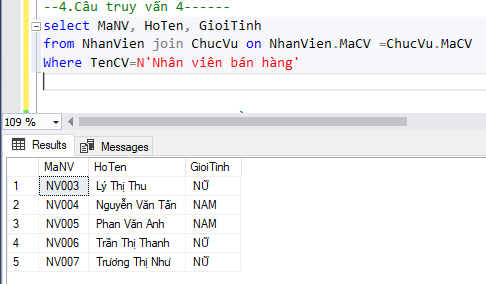 --4.Câu truy vấn 4------
select MaNV, HoTen, GioiTinh
from NhanVien join ChucVu on NhanVien.MaCV =ChucVu.MaCV
Where TenCV=N'Nhân viên bán hàng'
109 %
Results Messages
MaNV HoTen GioiTinh
1 NV003 Lý Thị Thu NỮ
2 NV004 Nguyễn Văn Tấn NAM
3 NV005 Phan Văn Anh NAM
4 NV006 Trần Thị Thanh NỮ
5 NV007 Trương Thị Như NỮ